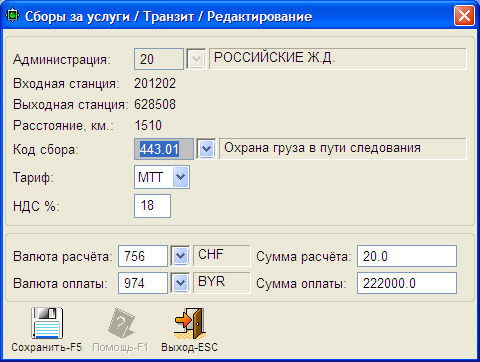 Сборы за услуги / Транзит / Редактирование
Администрация: 20 РОССИЙСКИЕ Ж.Д.
Входная станция: 201202
Выходная станция: 628508
Расстояние, км.: 1510
Код сбора: 443.01 Охрана груза в пути следования
Тариф: МТТ
НДС %: 18
Валюта расчёта: 756 CHF Сумма расчёта: 20.0
Валюта оплаты: 974 BYR Сумма оплаты: 222000.0
Сохранить-F5 Помощь-F1 Выход-ESC